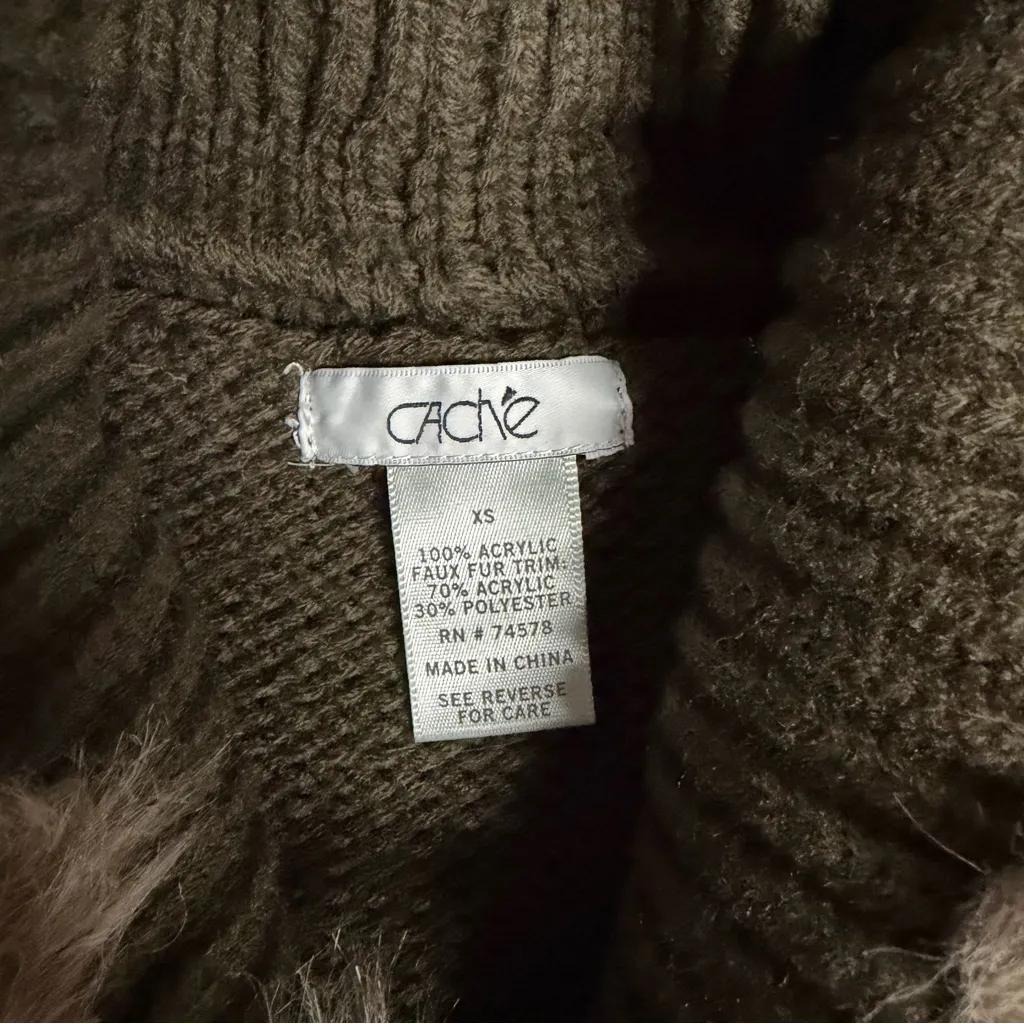 CAChé
XS
100% ACRYLIC
FAUX FUR TRIM:
70% ACRYLIC
30% POLYESTER
RN # 74578
MADE IN CHINA
SEE REVERSE
FOR CARE